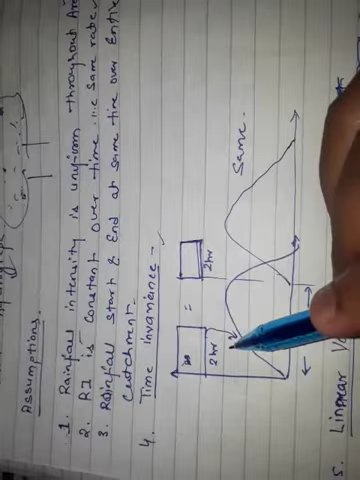 Assumptions.
1. Rainfall intensity is uniform throughout Are
2. RI is Constant over time i.e same rate
3. Rainfall start & End at same time over Entire
Catchment.
4. Time invariance -
2hr
=
2hr
Same.
5. Linear